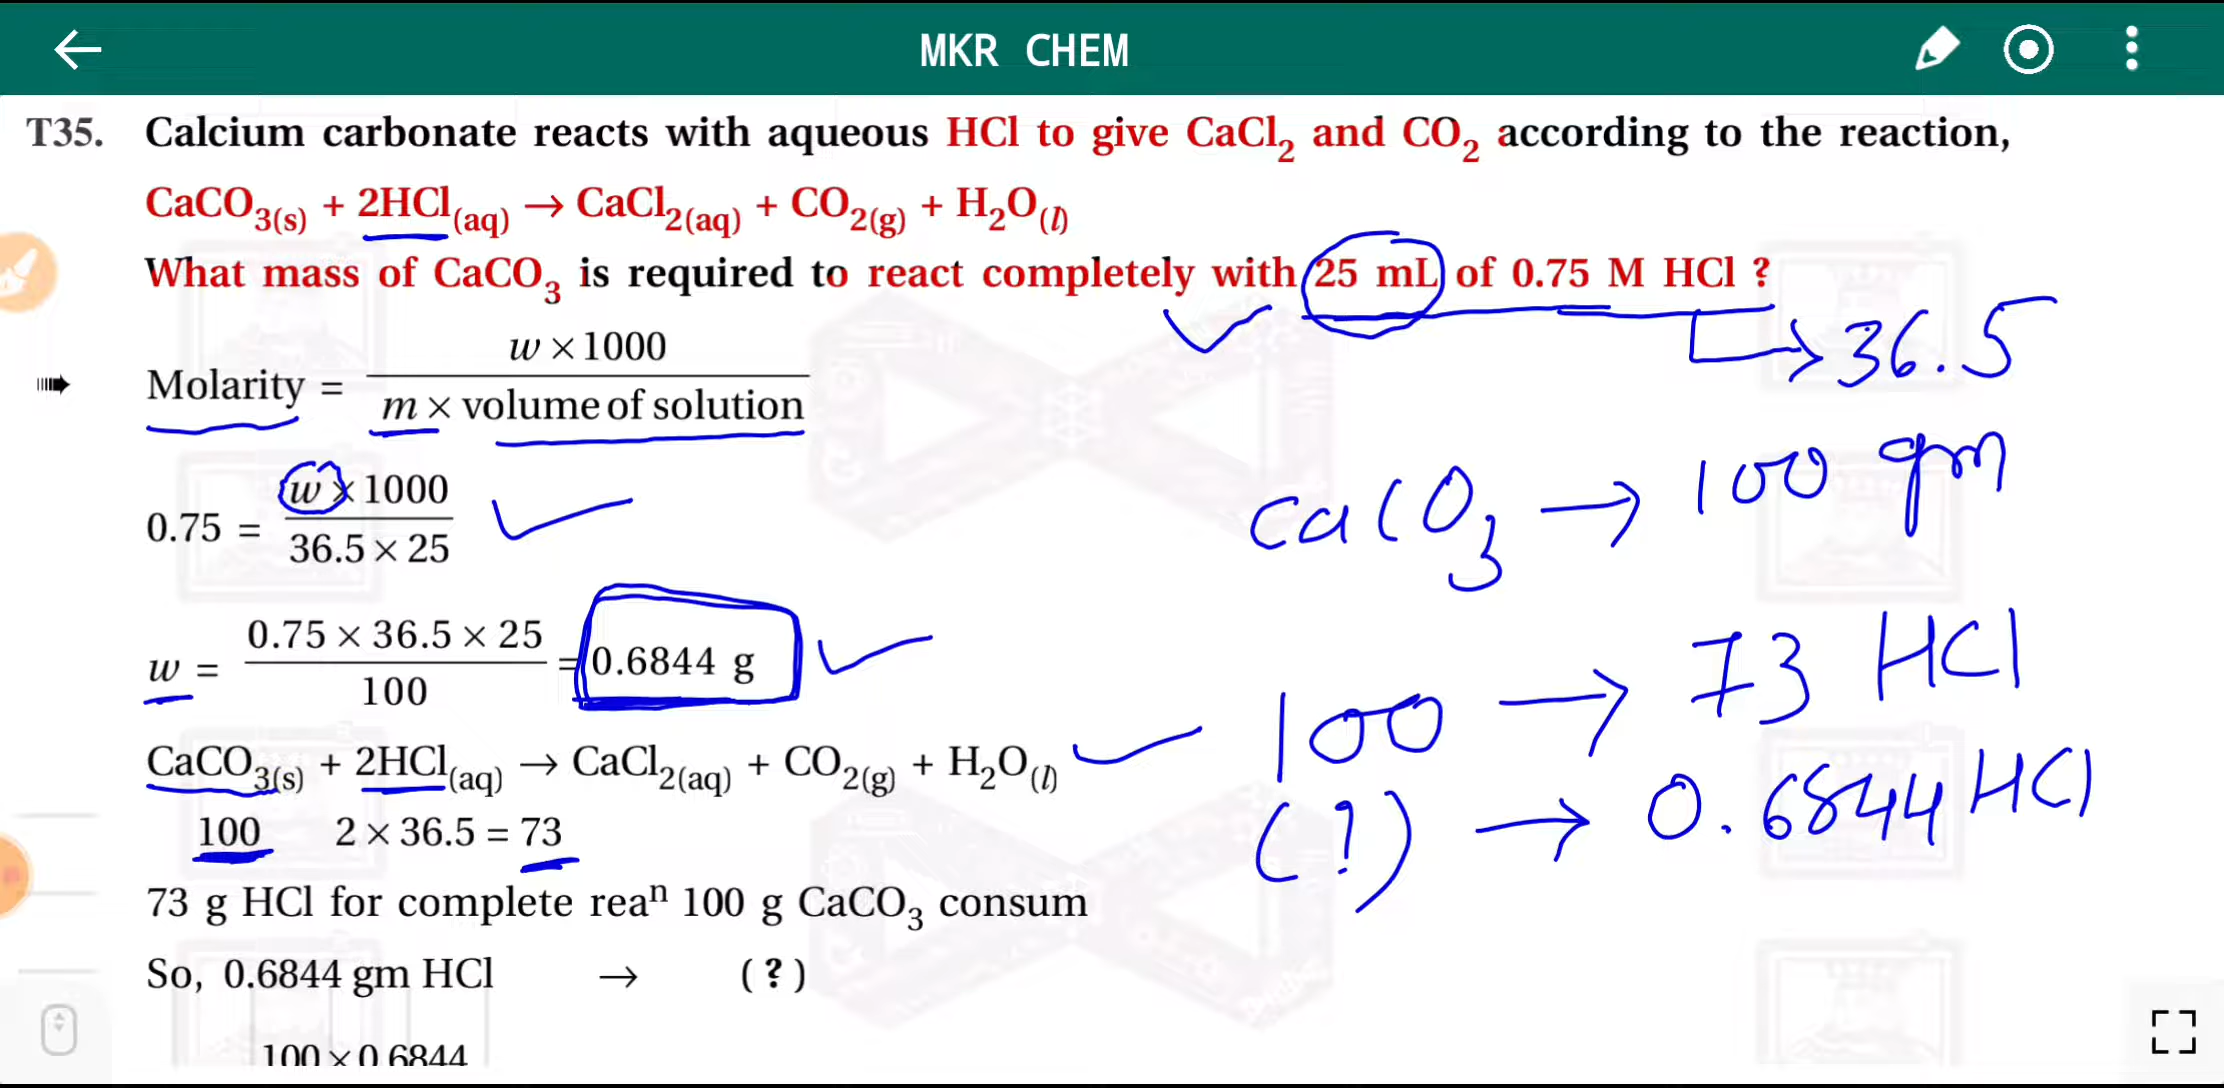 MKR CHEM
T35. Calcium carbonate reacts with aqueous HCl to give CaCl₂ and CO₂ according to the reaction,
CaCO₃(s) + 2HCl(aq) → CaCl₂(aq) + CO₂(g) + H₂O(l)
What mass of CaCO₃ is required to react completely with 25 mL of 0.75 M HCl ?
36.5
Molarity = w × 1000 / m × volume of solution
0.75 = w × 1000 / 36.5 × 25
CaCO₃ → 100 gm
w = 0.75 × 36.5 × 25 / 100 = 0.6844 g
100 → 73 HCl
CaCO₃(s) + 2HCl(aq) → CaCl₂(aq) + CO₂(g) + H₂O(l)
(?) → 0.6844 HCl
100 2 × 36.5 = 73
73 g HCl for complete reaⁿ 100 g CaCO₃ consum
So, 0.6844 gm HCl → (?)
100 × 0.6844